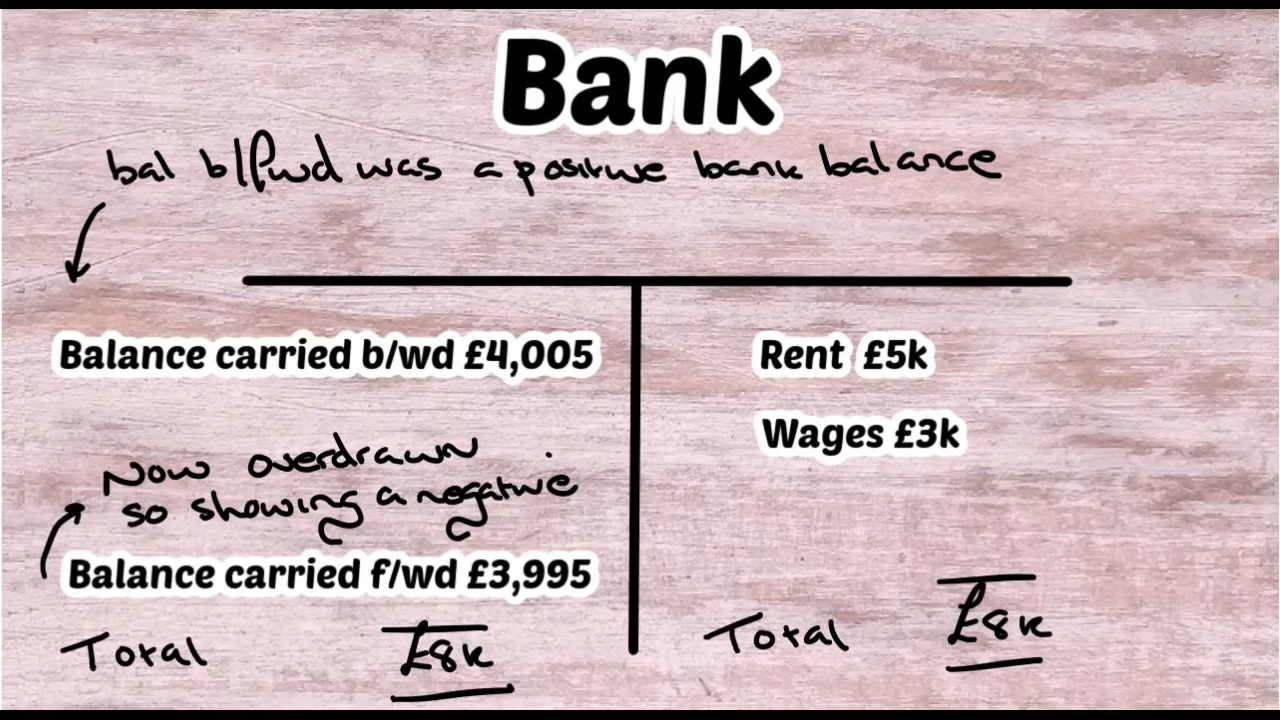 Bank
bal b/fwd was a positive bank balance
Balance carried b/wd £4,005
Now overdrawn
so showing a negative
Balance carried f/wd £3,995
Total £8k
Rent £5k
Wages £3k
Total £8k